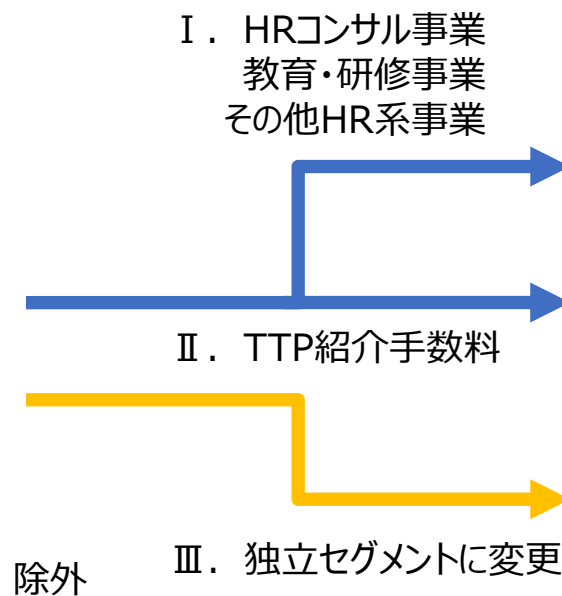 Ⅰ．HRコンサル事業
教育・研修事業
その他HR系事業
Ⅱ．TTP紹介手数料
Ⅲ．独立セグメントに変更
除外